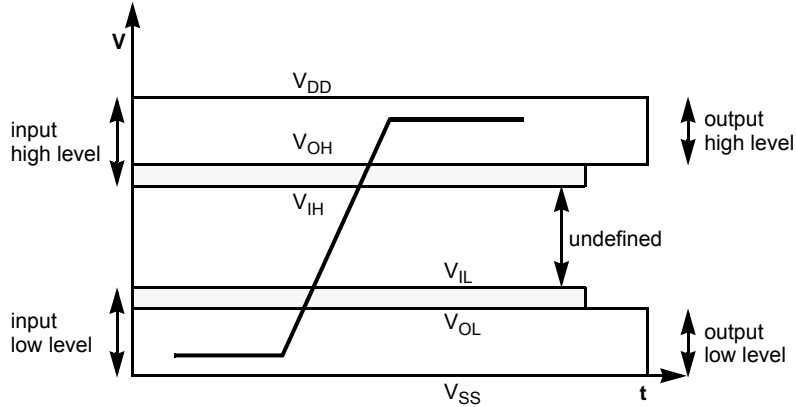 V
V_DD
input
high level
output
high level
V_OH
V_IH
undefined
V_IL
input
low level
V_OL
output
low level
V_SS
t